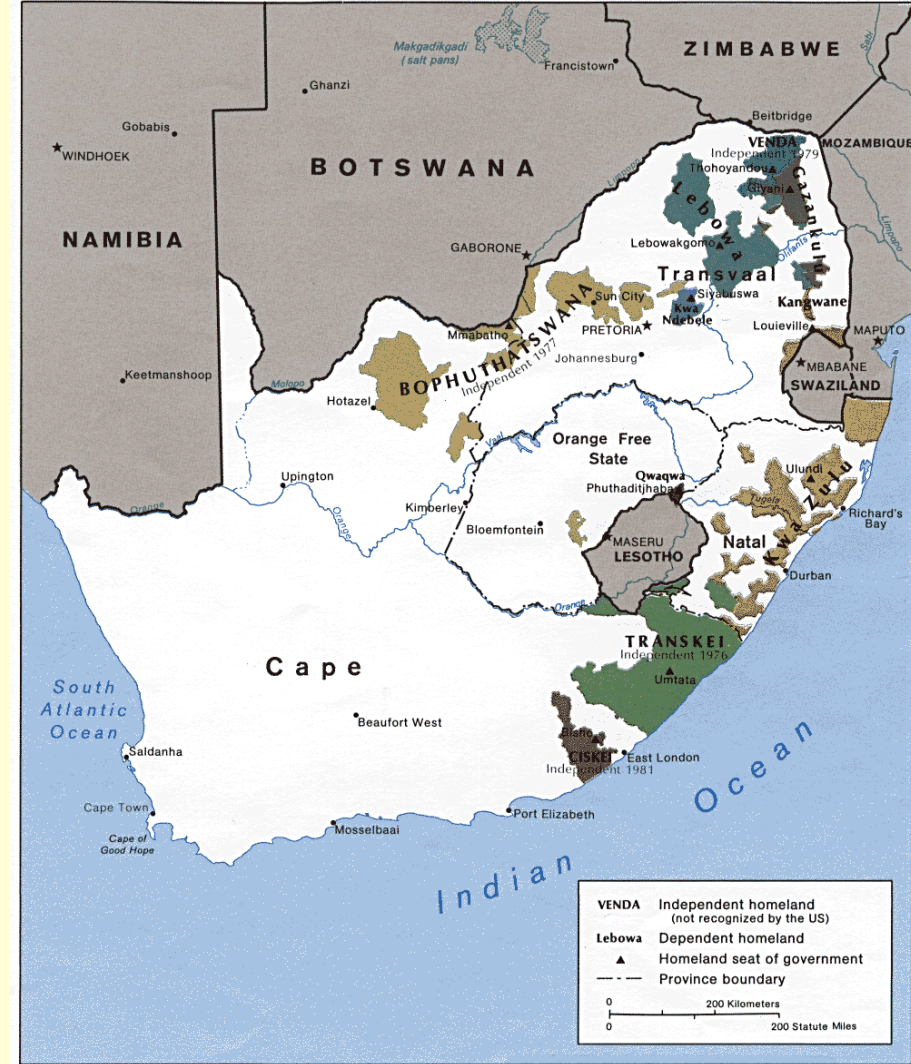 ZIMBABWE
Makgadikgadi
(salt pans)
Francistown
Sabi
Ghanzi
Gobabis
WINDHOEK
Beitbridge
BOTSWANA
VENDA
Independent 1979
MOZAMBIQUE
Thohoyandou
Giyani
Gazankulu
Limpopo
Lebowa
NAMIBIA
Limpopo
GABORONE
Lebowakgomo
Olifants
Transvaal
Sun City
Siyabuswa
Kangwane
Kwa
Ndebele
Mmabatho
PRETORIA
Louieville
MAPUTO
Johannesburg
BOPHUTHATSWANA
Independent 1977
MBABANE
Keetmanshoop
Molopo
SWAZILAND
Hotazel
Vaal
Orange Free
State
Ulundi
Qwaqwa
Phuthaditjhaba
Upington
Tugela
Kwa Zulu
Orange
Orange
Kimberley
Richard's
Bay
Bloemfontein
MASERU
LESOTHO
Natal
Durban
Orange
TRANSKEI
Independent 1976
Cape
Umtata
South
Atlantic
Ocean
Beaufort West
Bisho
Saldanha
CISKEI
East London
Independent 1981
Cape Town
Port Elizabeth
Mosselbaai
Cape of
Good Hope
Indian Ocean
VENDA Independent homeland
(not recognized by the US)
Lebowa Dependent homeland
Homeland seat of government
Province boundary
0 200 Kilometers
0 200 Statute Miles